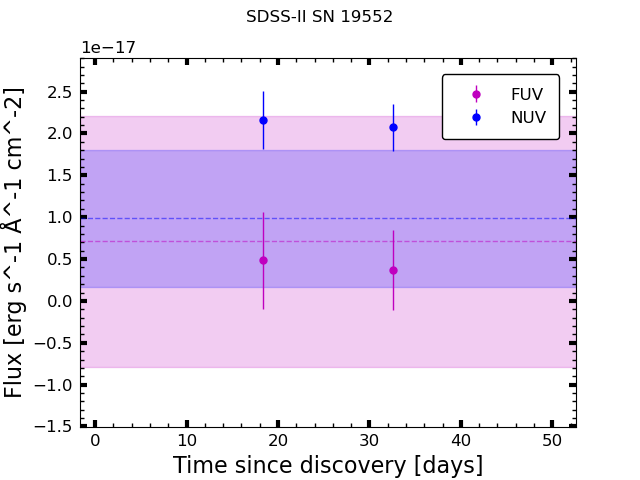 SDSS-II SN 19552
1e−17
FUV
NUV
2.5
2.0
1.5
1.0
0.5
0.0
−0.5
−1.0
−1.5
Flux [erg s^-1 Å^-1 cm^-2]
0 10 20 30 40 50
Time since discovery [days]